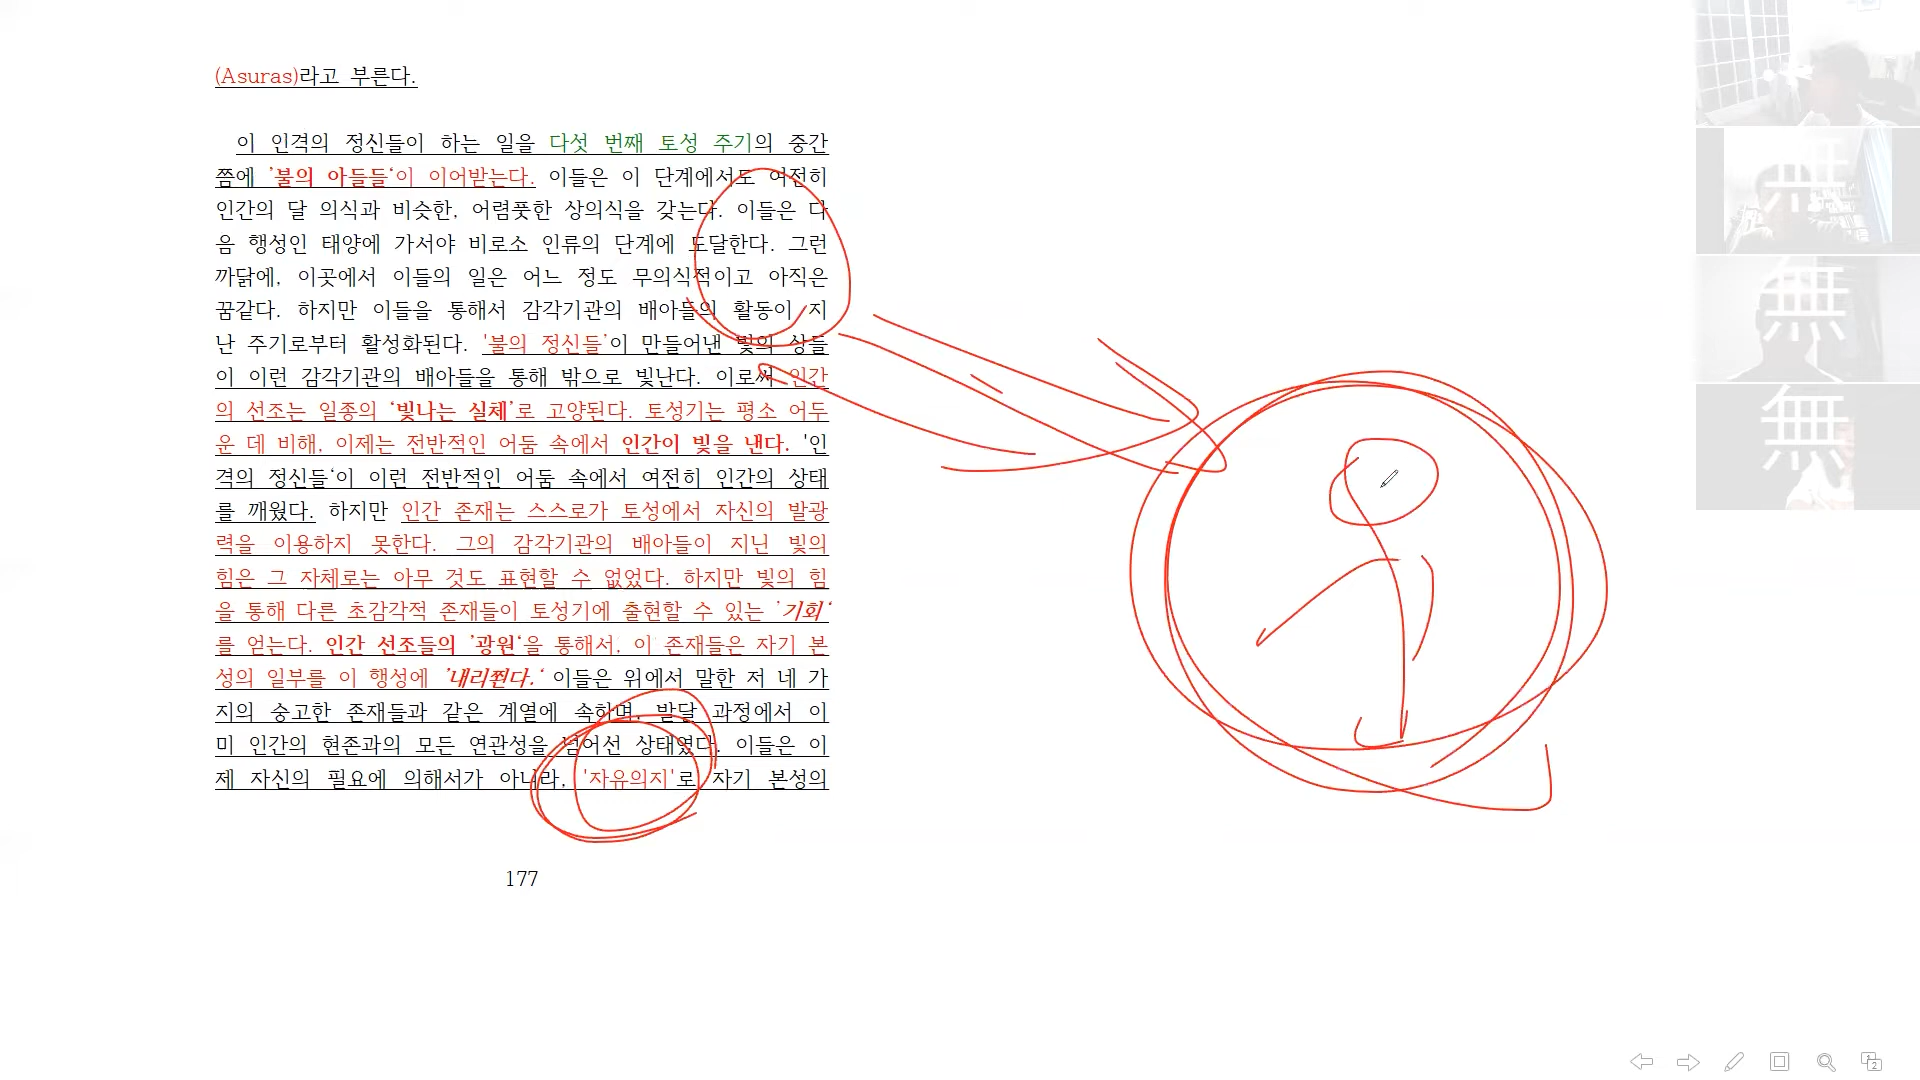 (Asuras)라고 부른다.
이 인격의 정신들이 하는 일을 다섯 번째 토성 주기의 중간
쯤에 '불의 아들들'이 이어받는다. 이들은 이 단계에서도 여전히
인간의 달 의식과 비슷한, 어렴풋한 상의식을 갖는다. 이들은 다
음 행성인 태양에 가서야 비로소 인류의 단계에 도달한다. 그런
까닭에, 이곳에서 이들의 일은 어느 정도 무의식적이고 아직은
꿈같다. 하지만 이들을 통해서 감각기관의 배아들의 활동이 지
난 주기로부터 활성화된다. '불의 정신들'이 만들어낸 빛의 상들
이 이런 감각기관의 배아들을 통해 밖으로 빛난다. 이로써 인간
의 선조는 일종의 '빛나는 실체'로 고양된다. 토성기는 평소 어두
운 데 비해, 이제는 전반적인 어둠 속에서 인간이 빛을 낸다. '인
격의 정신들'이 이런 전반적인 어둠 속에서 여전히 인간의 상태
를 깨웠다. 하지만 인간 존재는 스스로가 토성에서 자신의 발광
력을 이용하지 못한다. 그의 감각기관의 배아들이 지닌 빛의
힘은 그 자체로는 아무 것도 표현할 수 없었다. 하지만 빛의 힘
을 통해 다른 초감각적 존재들이 토성기에 출현할 수 있는 '기회'
를 얻는다. 인간 선조들의 '광원'을 통해서, 이 존재들은 자기 본
성의 일부를 이 행성에 '내리쬔다.' 이들은 위에서 말한 저 네 가
지의 숭고한 존재들과 같은 계열에 속하며, 발달 과정에서 이
미 인간의 현존과의 모든 연관성을 넘어선 상태였다. 이들은 이
제 자신의 필요에 의해서가 아니라, '자유의지'로 자기 본성의
177
無
無
無